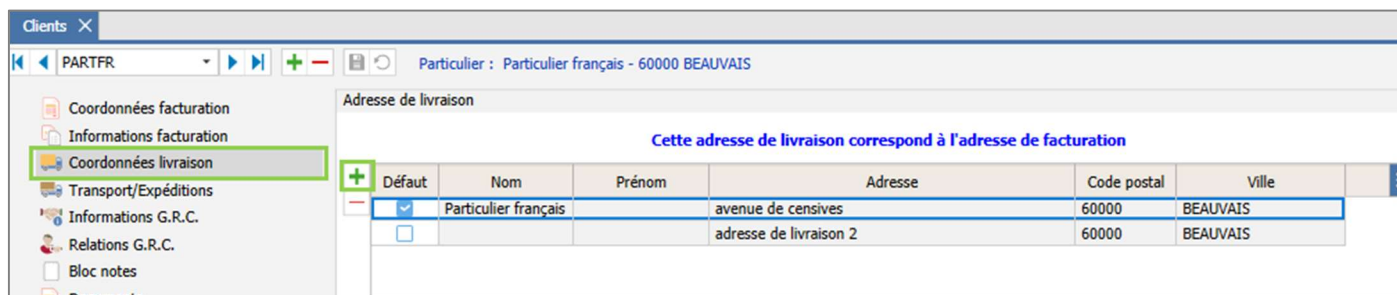 Clients
PARTFR
Particulier : Particulier français - 60000 BEAUVAIS
Coordonnées facturation
Informations facturation
Coordonnées livraison
Transport/Expéditions
Informations G.R.C.
Relations G.R.C.
Bloc notes
Adresse de livraison
Cette adresse de livraison correspond à l'adresse de facturation
Défaut Nom Prénom Adresse Code postal Ville
Particulier français avenue de censives 60000 BEAUVAIS
adresse de livraison 2 60000 BEAUVAIS